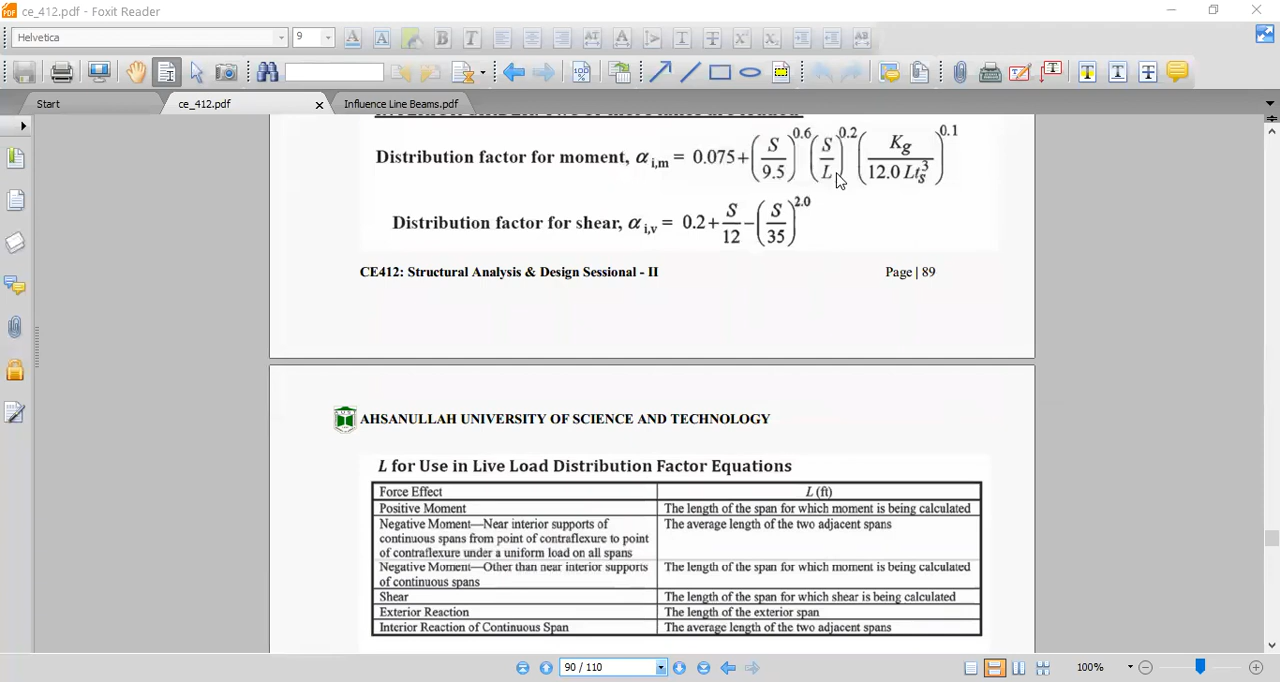 ce_412.pdf - Foxit Reader
Helvetica 9
Start ce_412.pdf Influence Line Beams.pdf
Distribution factor for moment, α i,m = 0.075+(S/9.5)^0.6 (S/L)^0.2 (Kg/12.0 Lts^3)^0.1
Distribution factor for shear, α i,v = 0.2+S/12−(S/35)^2.0
CE412: Structural Analysis & Design Sessional - II Page | 89
AHSANULLAH UNIVERSITY OF SCIENCE AND TECHNOLOGY
L for Use in Live Load Distribution Factor Equations
Force Effect L (ft)
Positive Moment The length of the span for which moment is being calculated
Negative Moment—Near interior supports of The average length of the two adjacent spans
continuous spans from point of contraflexure to point
of contraflexure under a uniform load on all spans
Negative Moment—Other than near interior supports The length of the span for which moment is being calculated
of continuous spans
Shear The length of the span for which shear is being calculated
Exterior Reaction The length of the exterior span
Interior Reaction of Continuous Span The average length of the two adjacent spans
90 / 110 100%